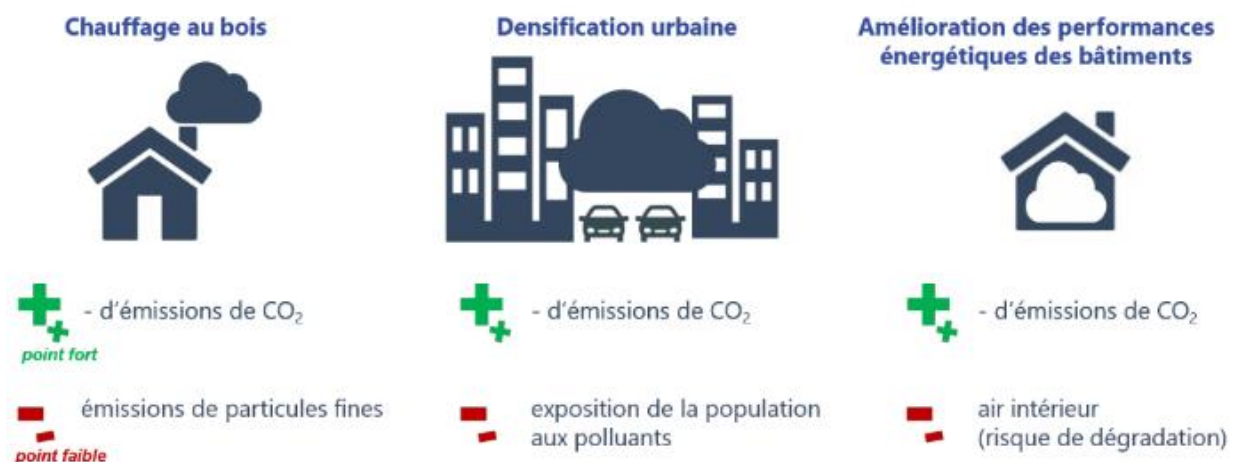 Chauffage au bois
Densification urbaine
Amélioration des performances
énergétiques des bâtiments
- d'émissions de CO₂
point fort
- d'émissions de CO₂
- d'émissions de CO₂
émissions de particules fines
point faible
exposition de la population
aux polluants
air intérieur
(risque de dégradation)